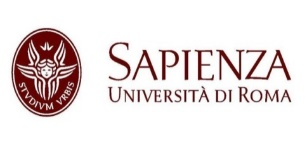 SAPIENZA
UNIVERSITÀ DI ROMA
STVDIVM VRBIS